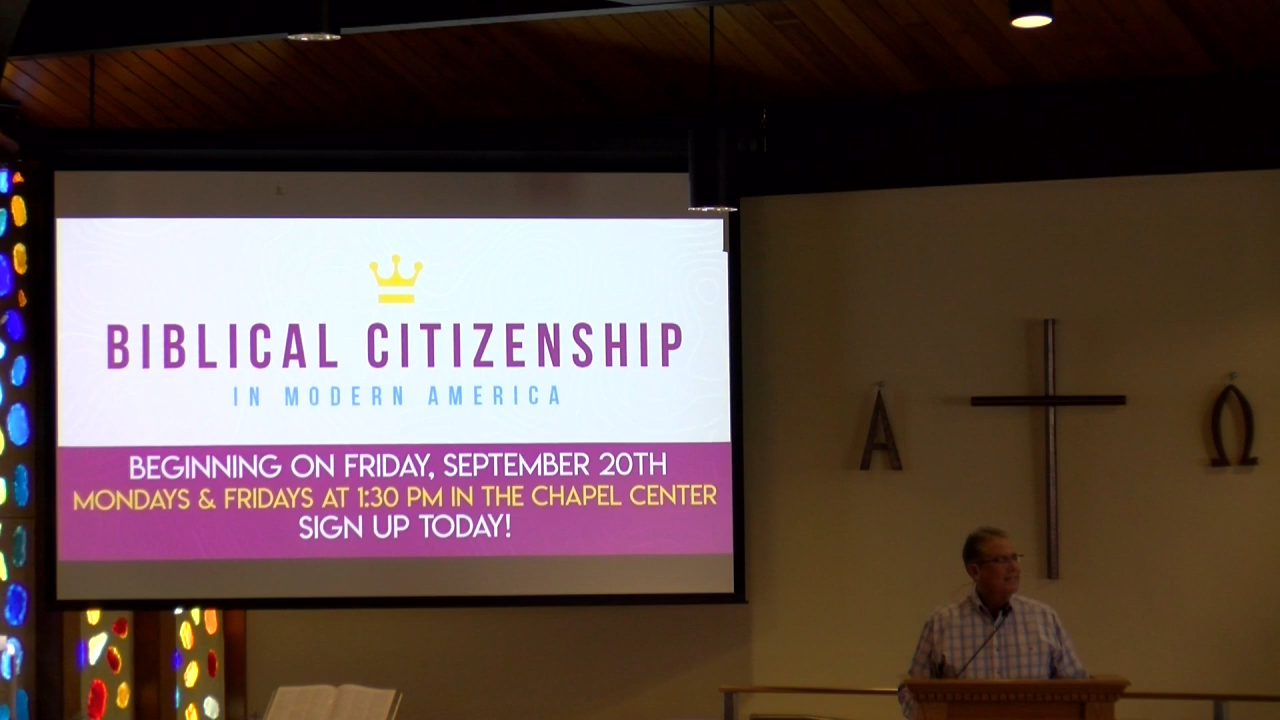 BIBLICAL CITIZENSHIP
IN MODERN AMERICA
BEGINNING ON FRIDAY, SEPTEMBER 20TH
MONDAYS & FRIDAYS AT 1:30 PM IN THE CHAPEL CENTER
SIGN UP TODAY!
Α Ω